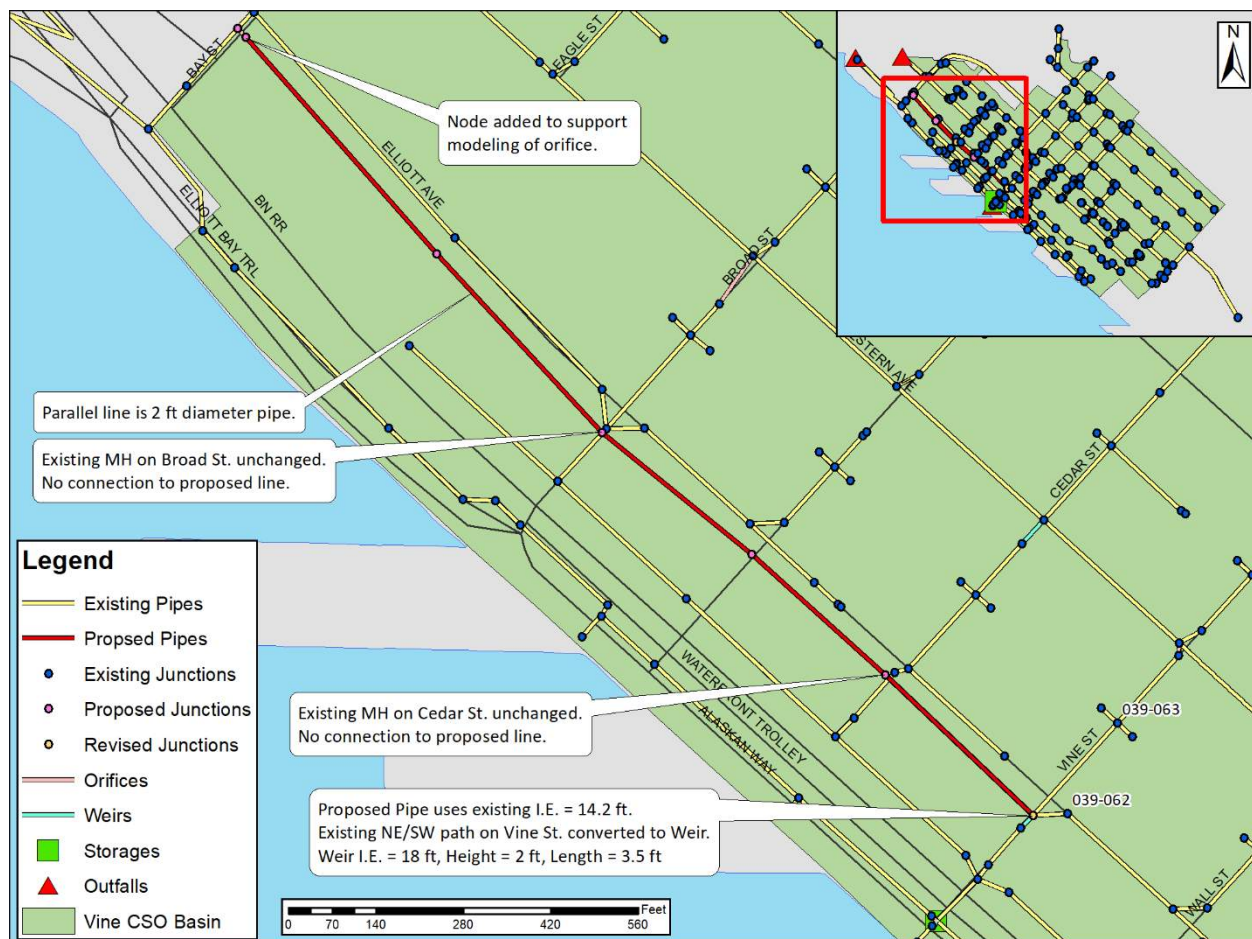 BAY ST
EAGLE ST
N
Node added to support
modeling of orifice.
ELLIOTT AVE
BN RR
ELLIOTT BAY TRL
BROAD ST
STERN AVE
Parallel line is 2 ft diameter pipe.
Existing MH on Broad St. unchanged.
No connection to proposed line.
CEDAR ST
Legend
Existing Pipes
Propsed Pipes
Existing Junctions
Proposed Junctions
Revised Junctions
Orifices
Weirs
Storages
Outfalls
Vine CSO Basin
WATERFRONT TROLLEY
ALASKAN WAY
Existing MH on Cedar St. unchanged.
No connection to proposed line.
039-063
VINE ST
039-062
Proposed Pipe uses existing I.E. = 14.2 ft.
Existing NE/SW path on Vine St. converted to Weir.
Weir I.E. = 18 ft, Height = 2 ft, Length = 3.5 ft
WALL ST
Feet
0 70 140 280 420 560